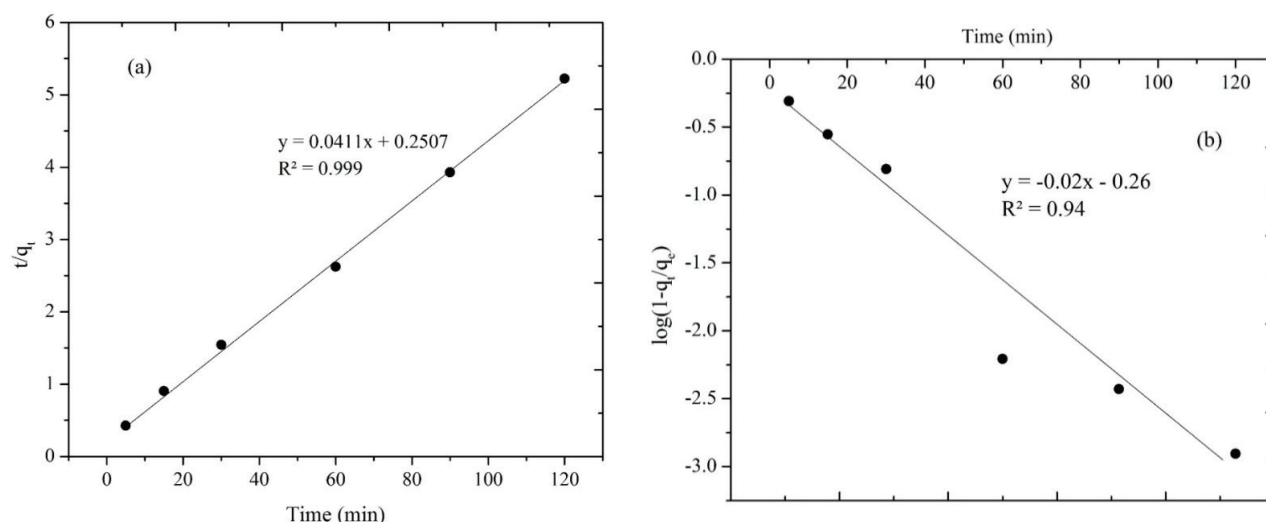 (a)
y = 0.0411x + 0.2507
R² = 0.999
t/qₜ
6
5
4
3
2
1
0
0 20 40 60 80 100 120
Time (min)
Time (min)
0 20 40 60 80 100 120
(b)
y = -0.02x - 0.26
R² = 0.94
log(1-qₜ/qₑ)
0.0
-0.5
-1.0
-1.5
-2.0
-2.5
-3.0